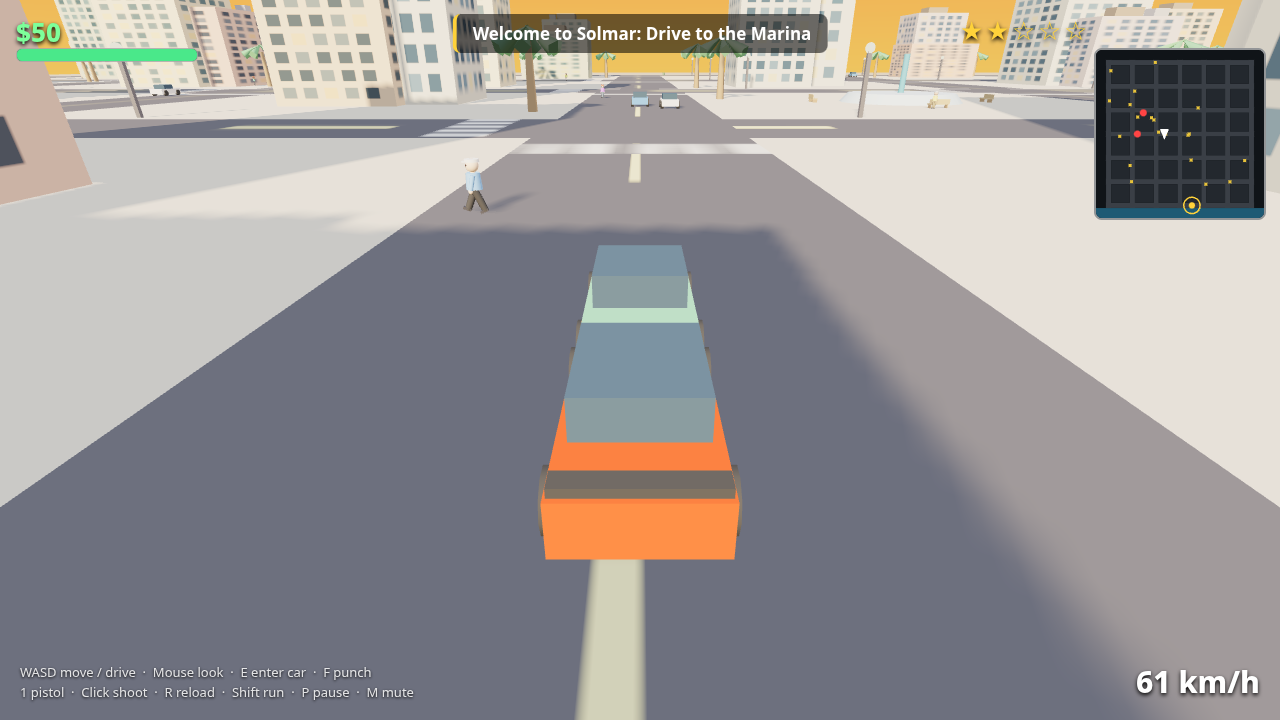 $50
Welcome to Solmar: Drive to the Marina
WASD move / drive · Mouse look · E enter car · F punch
1 pistol · Click shoot · R reload · Shift run · P pause · M mute
61 km/h